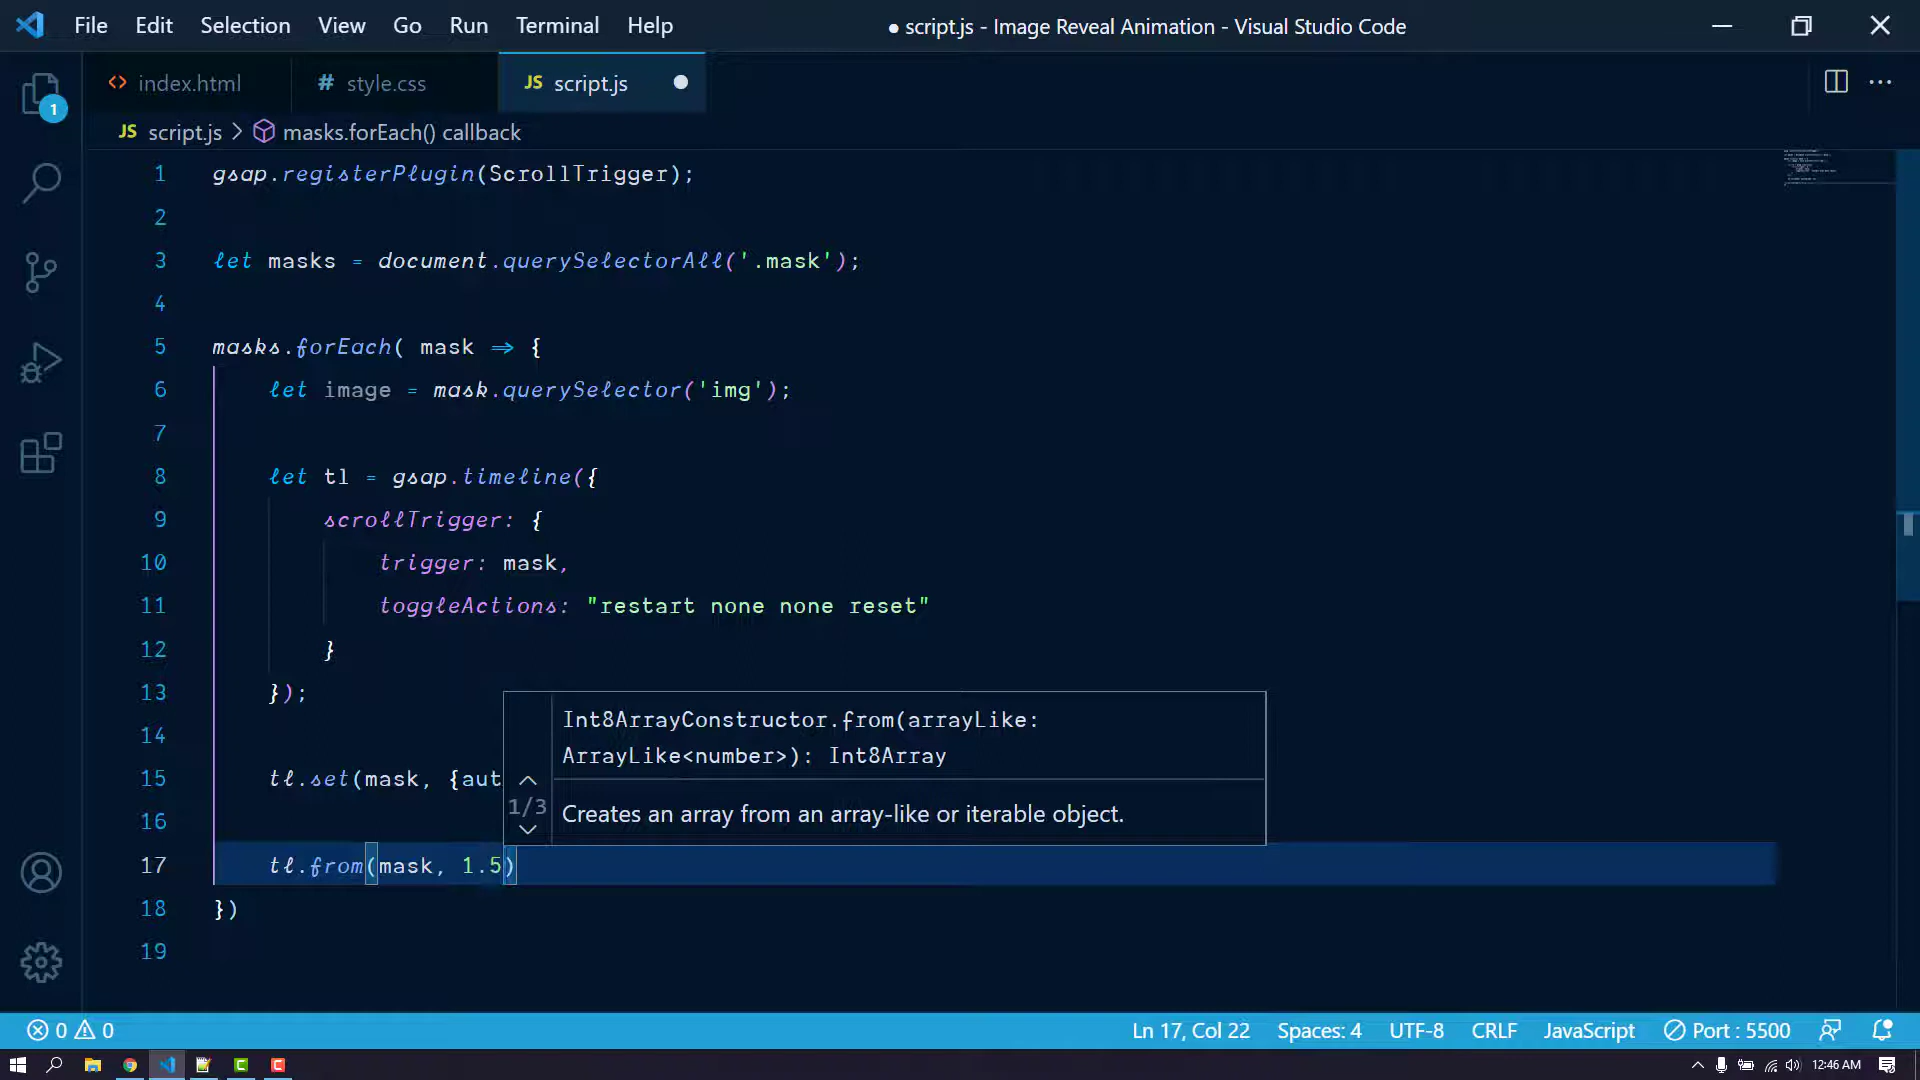 File Edit Selection View Go Run Terminal Help ● script.js - Image Reveal Animation - Visual Studio Code
<> index.html # style.css JS script.js
1
JS script.js > masks.forEach() callback
1 gsap.registerPlugin(ScrollTrigger);
2
3 let masks = document.querySelectorAll('.mask');
4
5 masks.forEach( mask => {
6 let image = mask.querySelector('img');
7
8 let tl = gsap.timeline({
9 scrollTrigger: {
10 trigger: mask,
11 toggleActions: "restart none none reset"
12 }
13 });
Int8ArrayConstructor.from(arrayLike:
14
ArrayLike<number>): Int8Array
15 tl.set(mask, {aut
1/3
Creates an array from an array-like or iterable object.
16
17 tl.from(mask, 1.5)
18 })
19
0 0 Ln 17, Col 22 Spaces: 4 UTF-8 CRLF JavaScript Port : 5500
12:46 AM